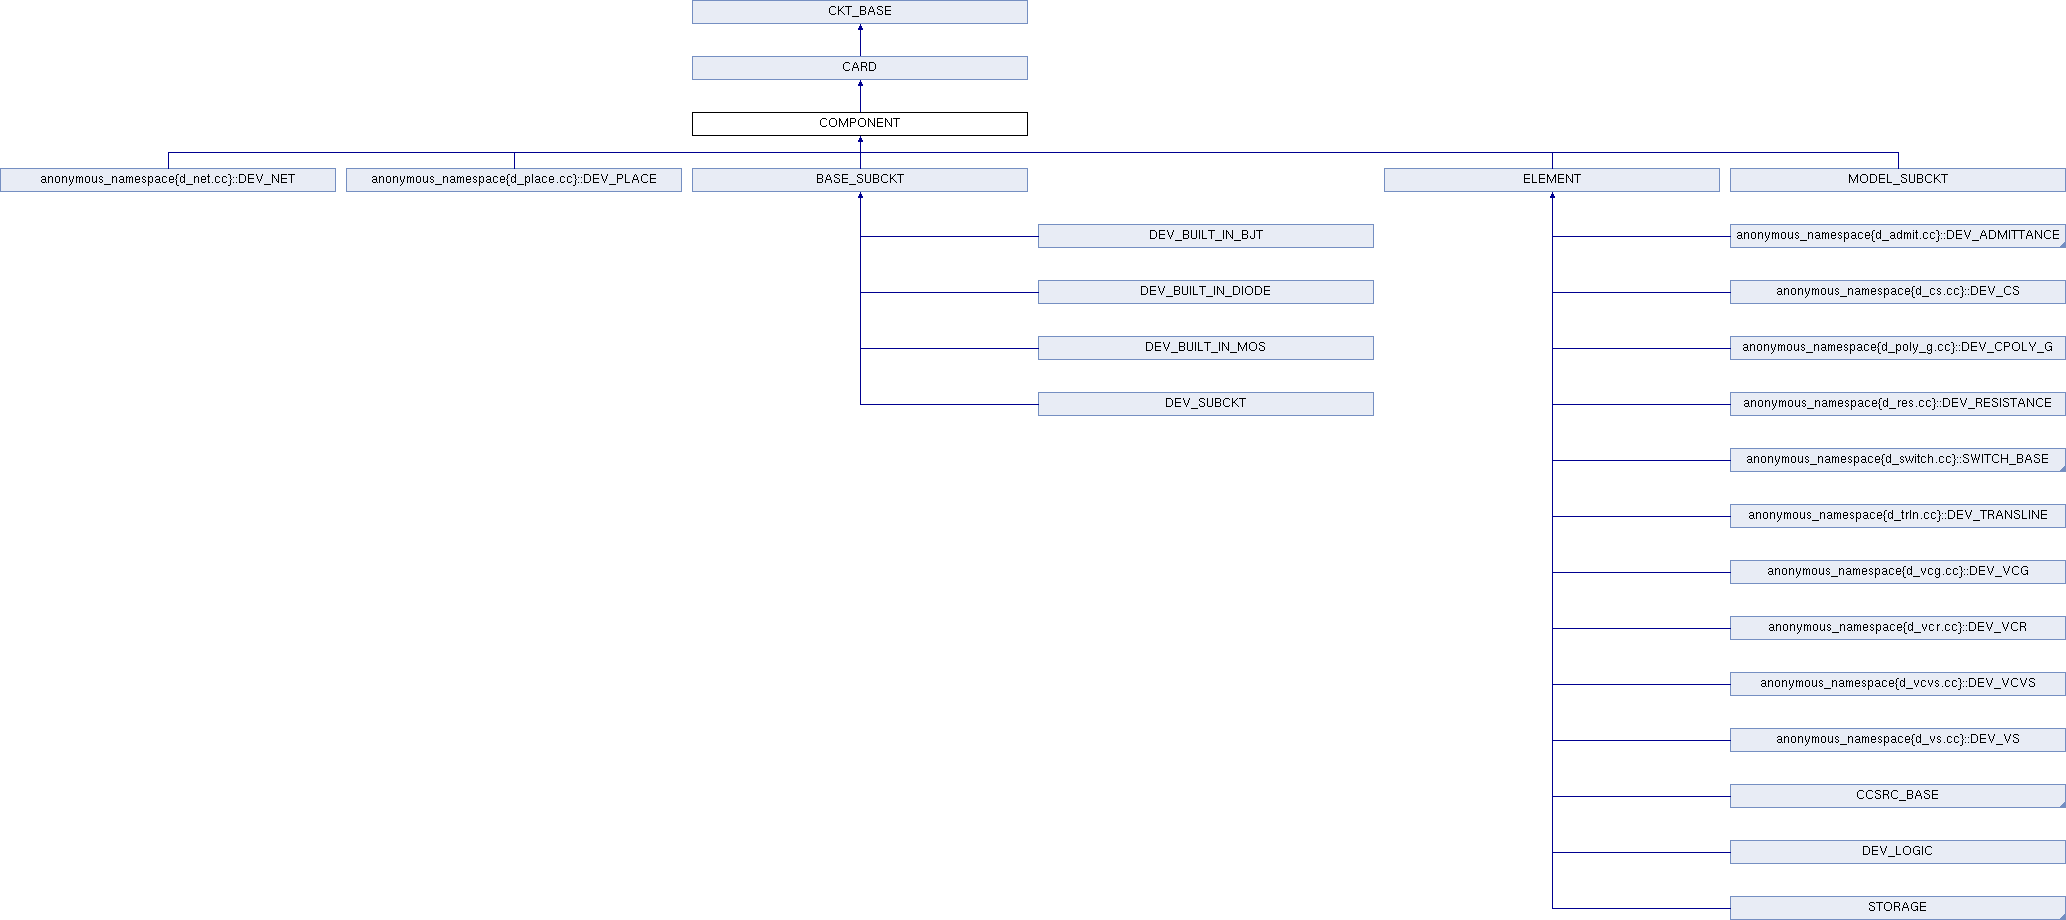 CKT_BASE
CARD
COMPONENT
anonymous_namespace{d_net.cc}::DEV_NET
anonymous_namespace{d_place.cc}::DEV_PLACE
BASE_SUBCKT
ELEMENT
MODEL_SUBCKT
DEV_BUILT_IN_BJT
anonymous_namespace{d_admit.cc}::DEV_ADMITTANCE
DEV_BUILT_IN_DIODE
anonymous_namespace{d_cs.cc}::DEV_CS
DEV_BUILT_IN_MOS
anonymous_namespace{d_poly_g.cc}::DEV_CPOLY_G
DEV_SUBCKT
anonymous_namespace{d_res.cc}::DEV_RESISTANCE
anonymous_namespace{d_switch.cc}::SWITCH_BASE
anonymous_namespace{d_trln.cc}::DEV_TRANSLINE
anonymous_namespace{d_vcg.cc}::DEV_VCG
anonymous_namespace{d_vcr.cc}::DEV_VCR
anonymous_namespace{d_vcvs.cc}::DEV_VCVS
anonymous_namespace{d_vs.cc}::DEV_VS
CCSRC_BASE
DEV_LOGIC
STORAGE